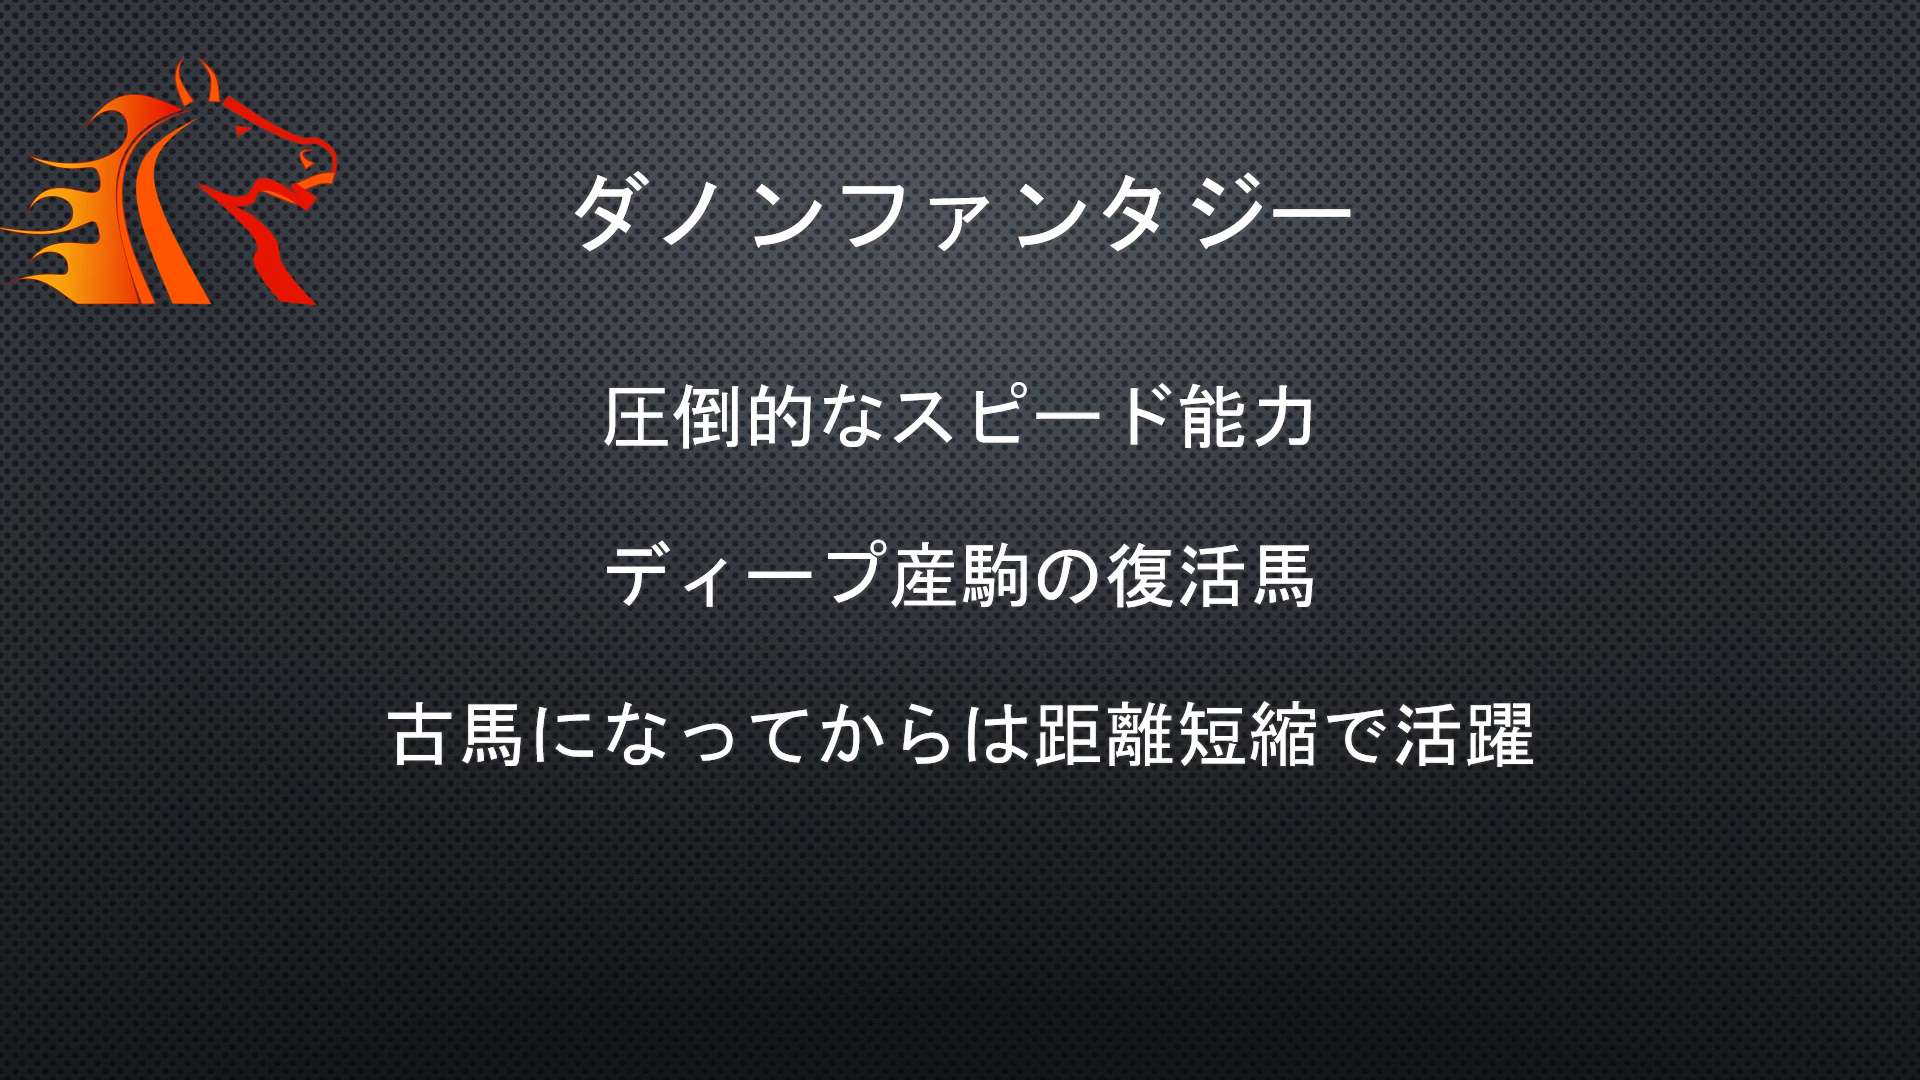 ダノンファンタジー
圧倒的なスピード能力
ディープ産駒の復活馬
古馬になってからは距離短縮で活躍